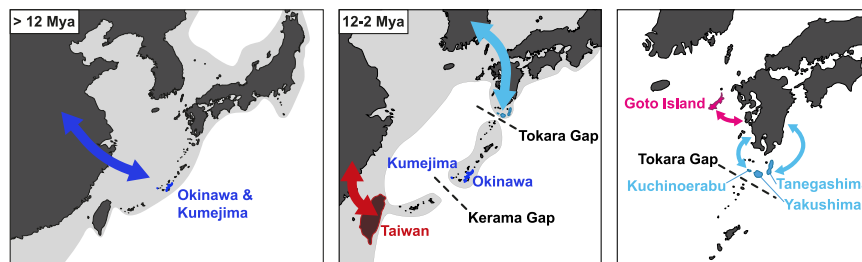 > 12 Mya
Okinawa &
Kumejima
12-2 Mya
Tokara Gap
Kumejima
Okinawa
Kerama Gap
Taiwan
Goto Island
Tokara Gap
Kuchinoerabu
Tanegashim
Yakushima